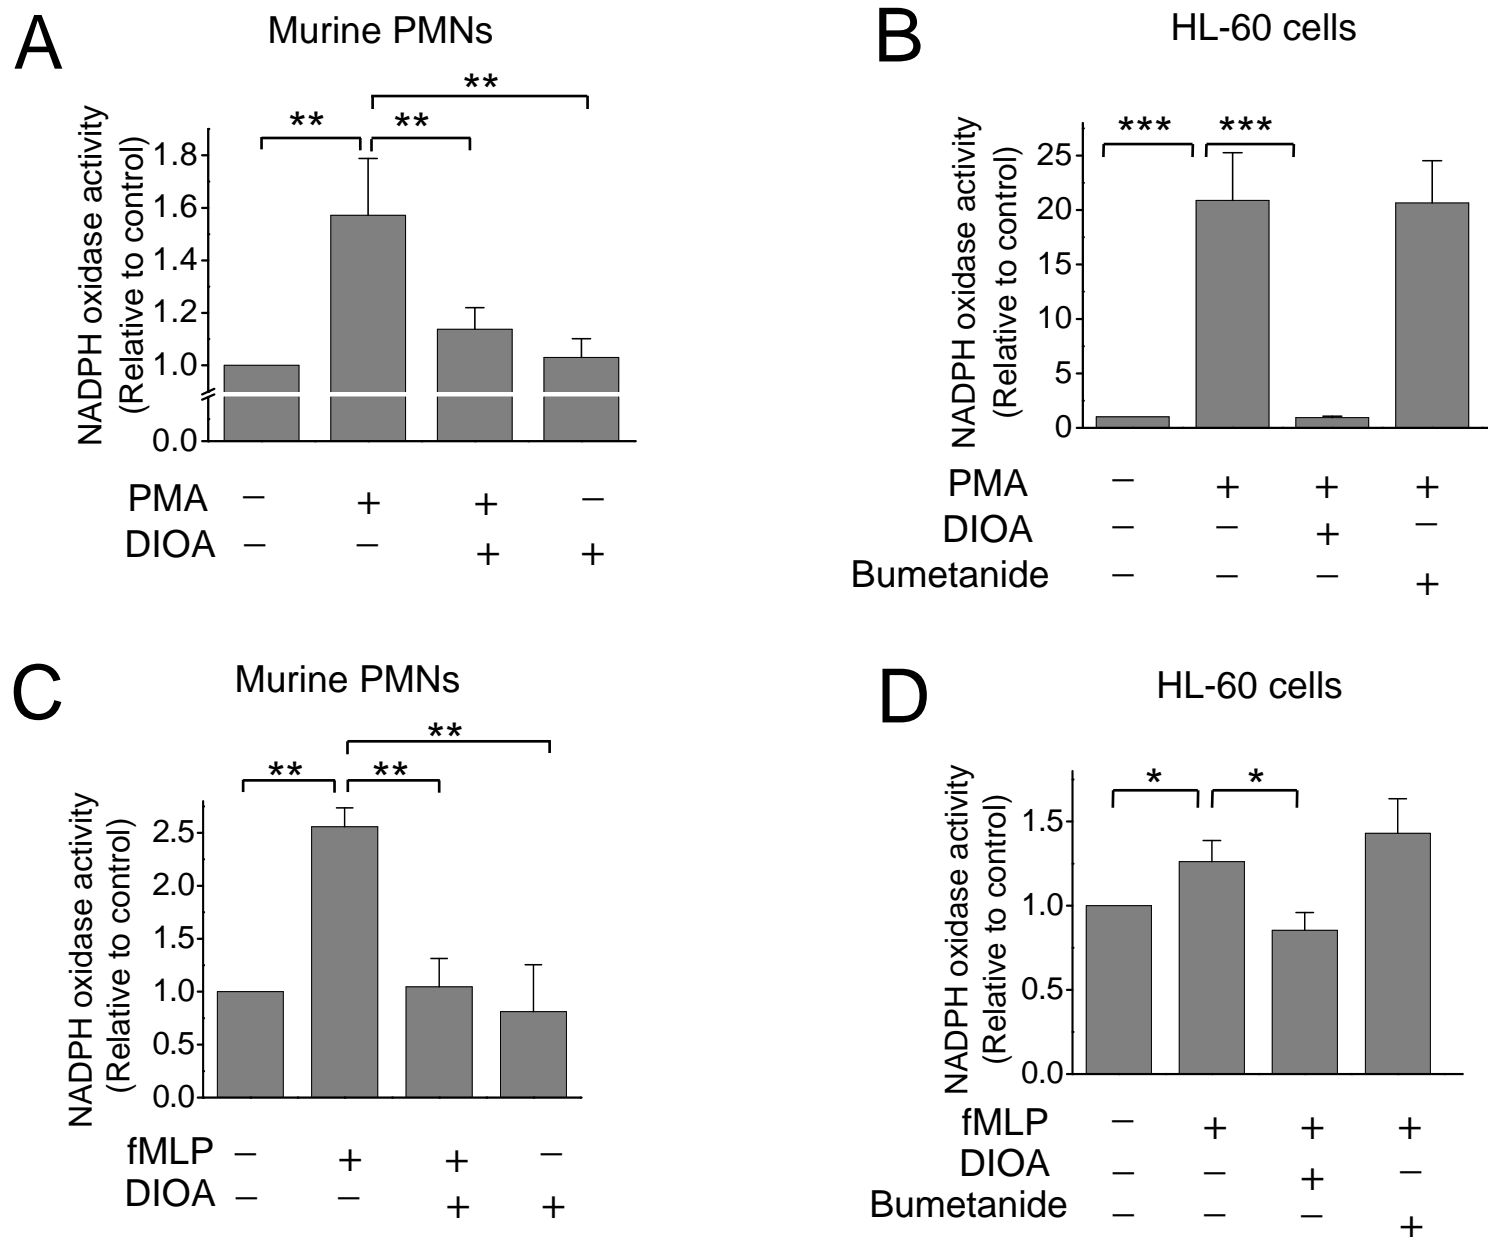 A
Murine PMNs
NADPH oxidase activity
(Relative to control)
** ** **
1.8
1.6
1.4
1.2
1.0
0.0
PMA – + + –
DIOA – – + +
B
HL-60 cells
NADPH oxidase activity
(Relative to control)
*** ***
25
20
15
10
5
0
PMA – + + +
DIOA – – + –
Bumetanide – – – +
C
Murine PMNs
NADPH oxidase activity
(Relative to control)
** ** **
2.5
2.0
1.5
1.0
0.5
0.0
fMLP – + + –
DIOA – – + +
D
HL-60 cells
NADPH oxidase activity
(Relative to control)
* *
1.5
1.0
0.5
0.0
fMLP – + + +
DIOA – – + –
Bumetanide – – – +